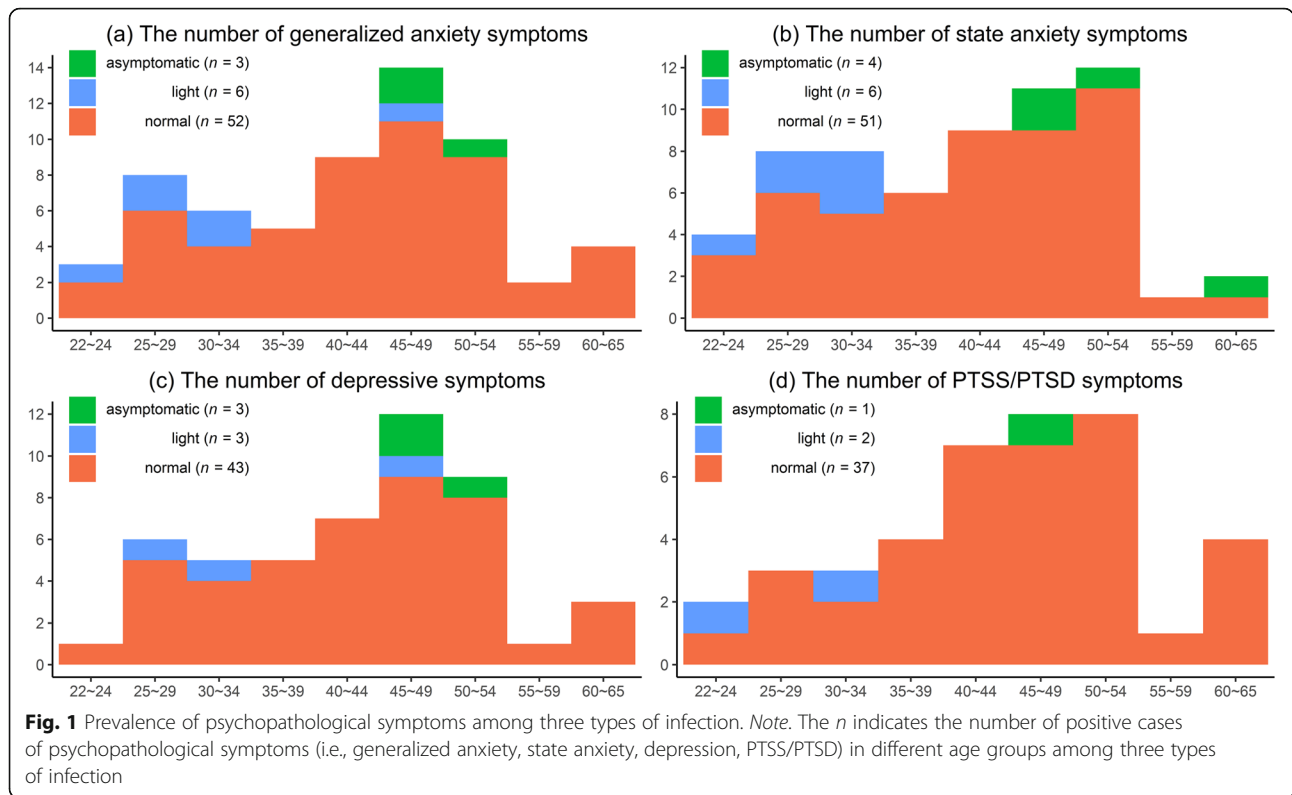 (a) The number of generalized anxiety symptoms
asymptomatic (n = 3)
light (n = 6)
normal (n = 52)
14
12
10
8
6
4
2
0
22~24 25~29 30~34 35~39 40~44 45~49 50~54 55~59 60~65
(b) The number of state anxiety symptoms
asymptomatic (n = 4)
light (n = 6)
normal (n = 51)
12
10
8
6
4
2
0
22~24 25~29 30~34 35~39 40~44 45~49 50~54 55~59 60~65
(c) The number of depressive symptoms
asymptomatic (n = 3)
light (n = 3)
normal (n = 43)
12
10
8
6
4
2
0
22~24 25~29 30~34 35~39 40~44 45~49 50~54 55~59 60~65
(d) The number of PTSS/PTSD symptoms
asymptomatic (n = 1)
light (n = 2)
normal (n = 37)
8
6
4
2
0
22~24 25~29 30~34 35~39 40~44 45~49 50~54 55~59 60~65
Fig. 1 Prevalence of psychopathological symptoms among three types of infection. Note. The n indicates the number of positive cases
of psychopathological symptoms (i.e., generalized anxiety, state anxiety, depression, PTSS/PTSD) in different age groups among three types
of infection